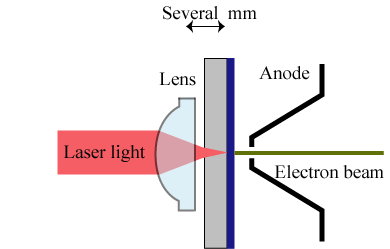 Several mm
Lens
Anode
Laser light
Electron beam